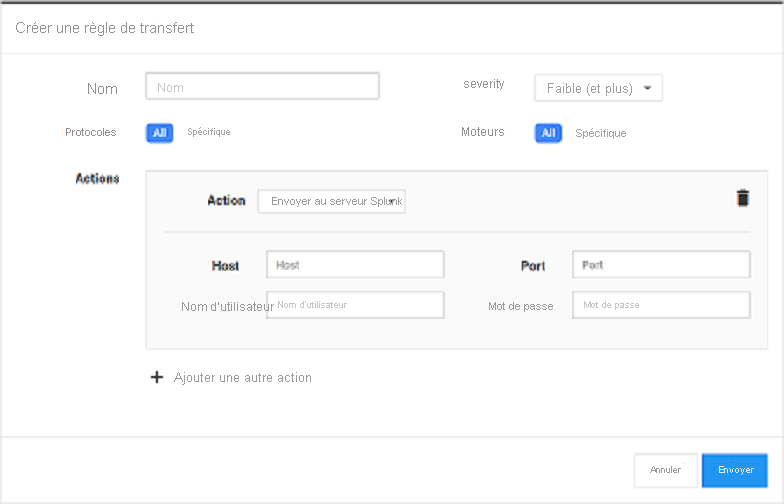 Créer une règle de transfert
Nom
Nom
severity
Faible (et plus)
Protocoles
All
Spécifique
Moteurs
All
Spécifique
Actions
Action
Envoyer au serveur Splunk
Host
Host
Port
Port
Nom d'utilisateur
Nom d'utilisateur
Mot de passe
Mot de passe
Ajouter une autre action
Annuler
Envoyer